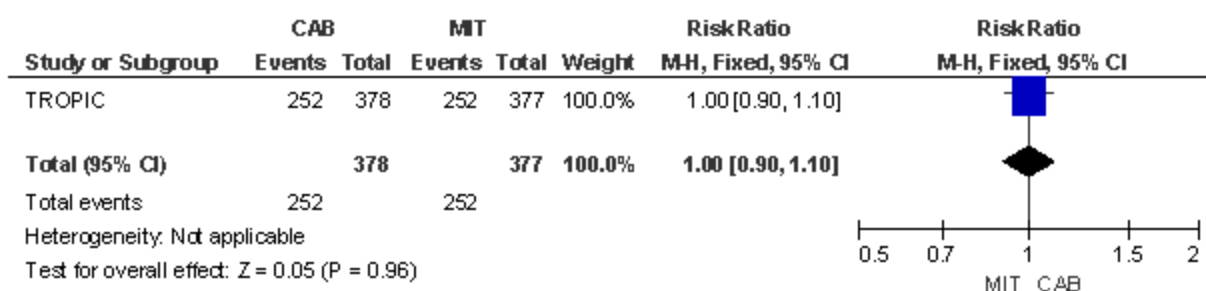 CAB MIT Risk Ratio Risk Ratio
Study or Subgroup Events Total Events Total Weight M-H, Fixed, 95% CI M-H, Fixed, 95% CI
TROPIC 252 378 252 377 100.0% 1.00 [0.90, 1.10]
Total (95% CI) 378 377 100.0% 1.00 [0.90, 1.10]
Total events 252 252
Heterogeneity: Not applicable
Test for overall effect: Z = 0.05 (P = 0.96)
0.5 0.7 1 1.5 2
MIT CAB